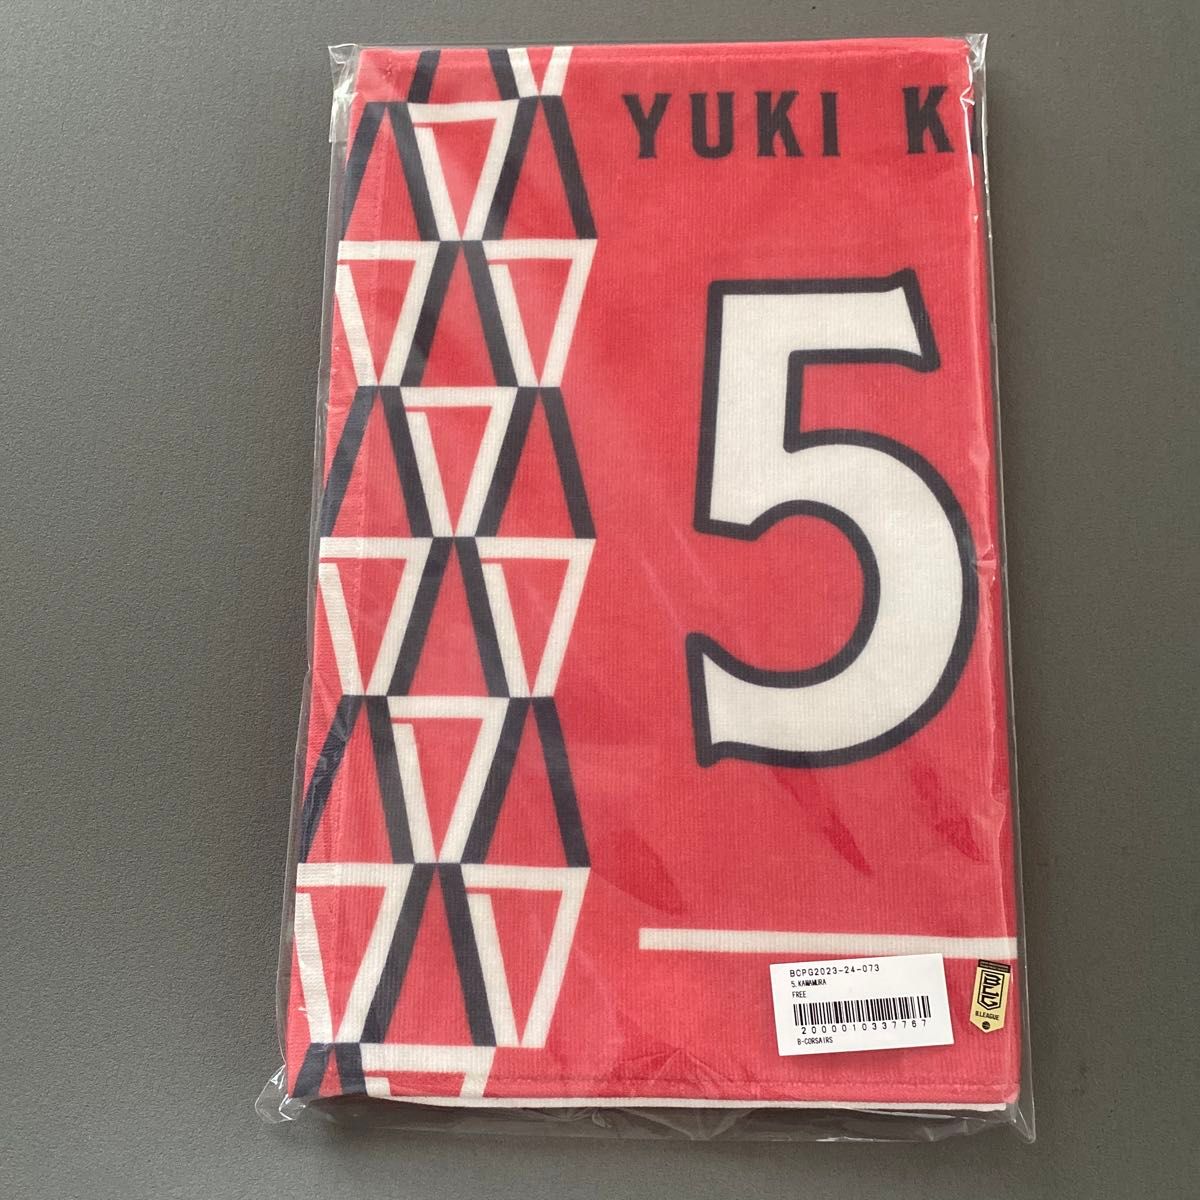 YUKI K
5
BCPG2023-24-073
5.KAWAMURA
FREE
2000010337767
B-CORSAIRS
B.LEAGUE